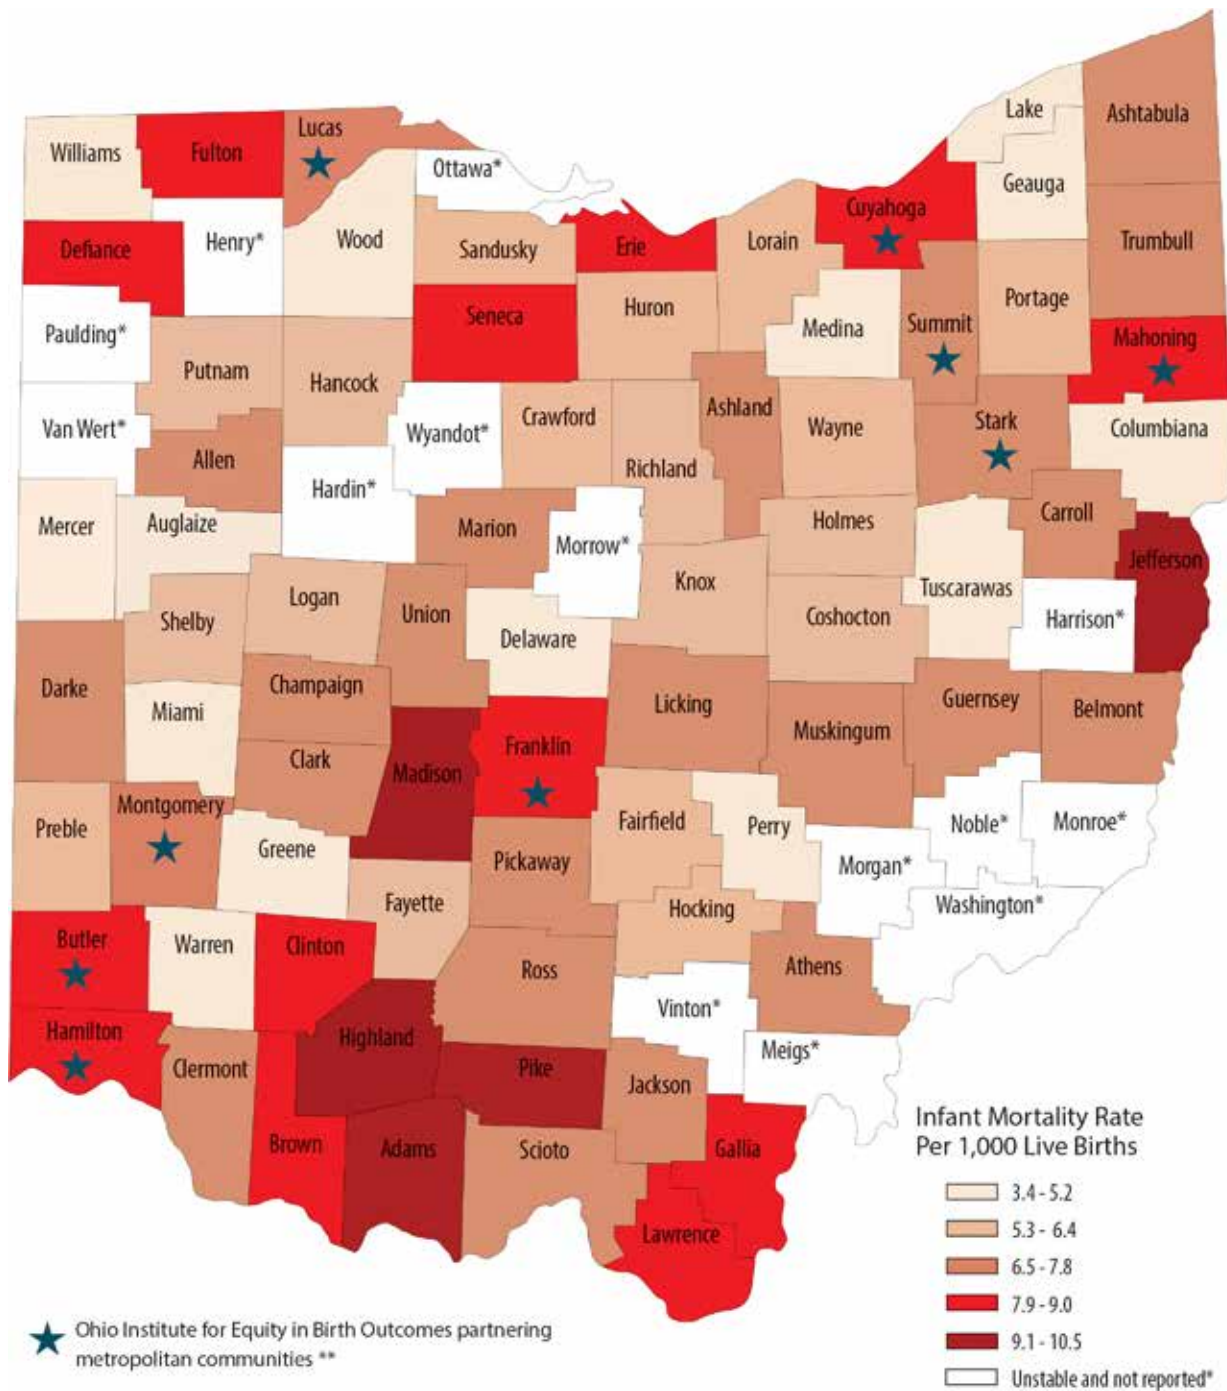 Lake
Ashtabula
Lucas
Williams
Fulton
Ottawa*
Geauga
Cuyahoga
Henry*
Wood
Lorain
Trumbull
Defiance
Sandusky
Erie
Portage
Huron
Seneca
Medina
Summit
Mahoning
Paulding*
Putnam
Hancock
Ashland
Crawford
Wayne
Stark
Columbiana
Van Wert*
Wyandot*
Allen
Richland
Hardin*
Mercer
Auglaize
Marion
Holmes
Carroll
Morrow*
Jefferson
Knox
Tuscarawas
Logan
Union
Shelby
Coshocton
Harrison*
Delaware
Darke
Champaign
Licking
Guernsey
Belmont
Miami
Muskingum
Franklin
Clark
Madison
Montgomery
Preble
Fairfield
Perry
Noble*
Monroe*
Greene
Pickaway
Morgan*
Fayette
Hocking
Washington*
Butler
Warren
Clinton
Ross
Athens
Vinton*
Hamilton
Highland
Meigs*
Clermont
Pike
Jackson
Brown
Adams
Scioto
Gallia
Lawrence
Infant Mortality Rate
Per 1,000 Live Births
3.4 - 5.2
5.3 - 6.4
6.5 - 7.8
7.9 - 9.0
9.1 - 10.5
Unstable and not reported*
Ohio Institute for Equity in Birth Outcomes partnering
metropolitan communities **